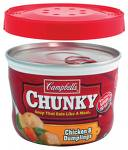 Campbell's
CHUNKY
Soup That Eats Like A Meal.
Chicken &
Dumplings